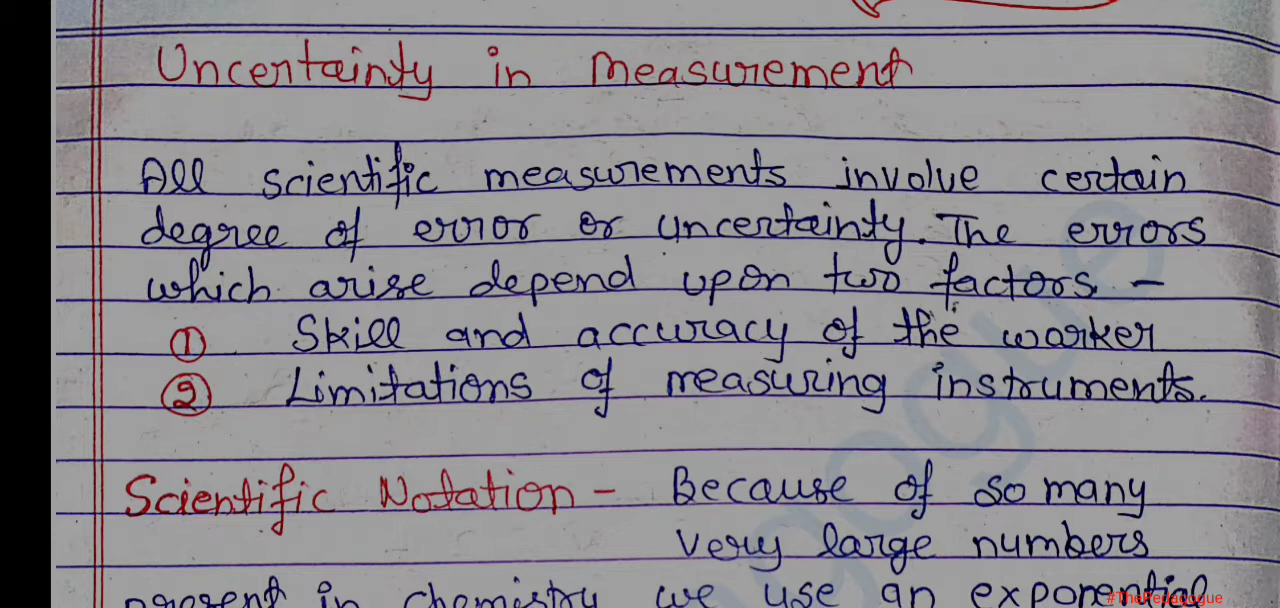 Uncertainty in Measurement
All scientific measurements involve certain
degree of error or uncertainty. The errors
which arise depend upon two factors -
① Skill and accuracy of the worker
② Limitations of measuring instruments.
Scientific Notation - Because of so many
very large numbers
present in chemistry we use an exponential
#ThePedagogue